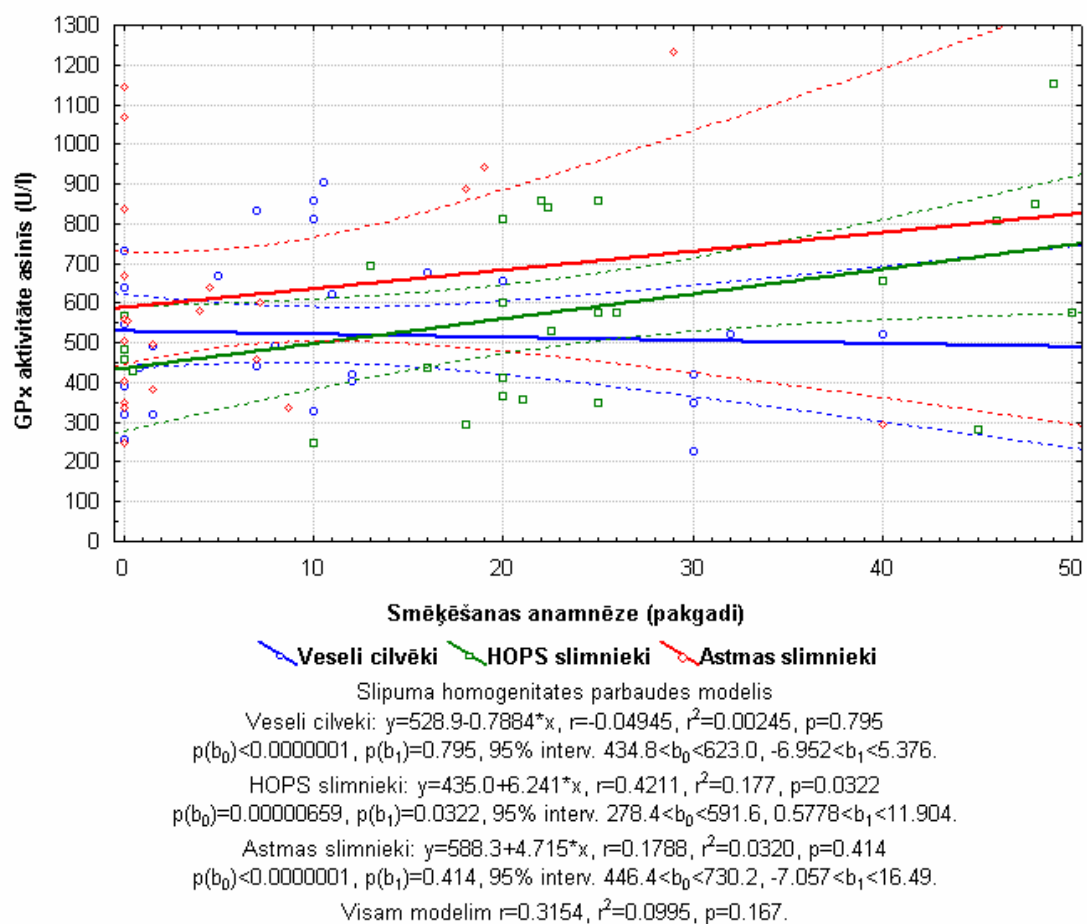 1300
1200
1100
1000
900
800
700
600
500
400
300
200
100
0
GPx aktivitāte asinīs (U/l)
0 10 20 30 40 50
Smēķēšanas anamnēze (pakgadi)
Veseli cilvēki HOPS slimnieki Astmas slimnieki
Slipuma homogenitates parbaudes modelis
Veseli cilveki: y=528.9-0.7884*x, r=-0.04945, r²=0.00245, p=0.795
p(b₀)<0.0000001, p(b₁)=0.795, 95% interv. 434.8<b₀<623.0, -6.952<b₁<5.376.
HOPS slimnieki: y=435.0+6.241*x, r=0.4211, r²=0.177, p=0.0322
p(b₀)=0.00000659, p(b₁)=0.0322, 95% interv. 278.4<b₀<591.6, 0.5778<b₁<11.904.
Astmas slimnieki: y=588.3+4.715*x, r=0.1788, r²=0.0320, p=0.414
p(b₀)<0.0000001, p(b₁)=0.414, 95% interv. 446.4<b₀<730.2, -7.057<b₁<16.49.
Visam modelim r=0.3154, r²=0.0995, p=0.167.